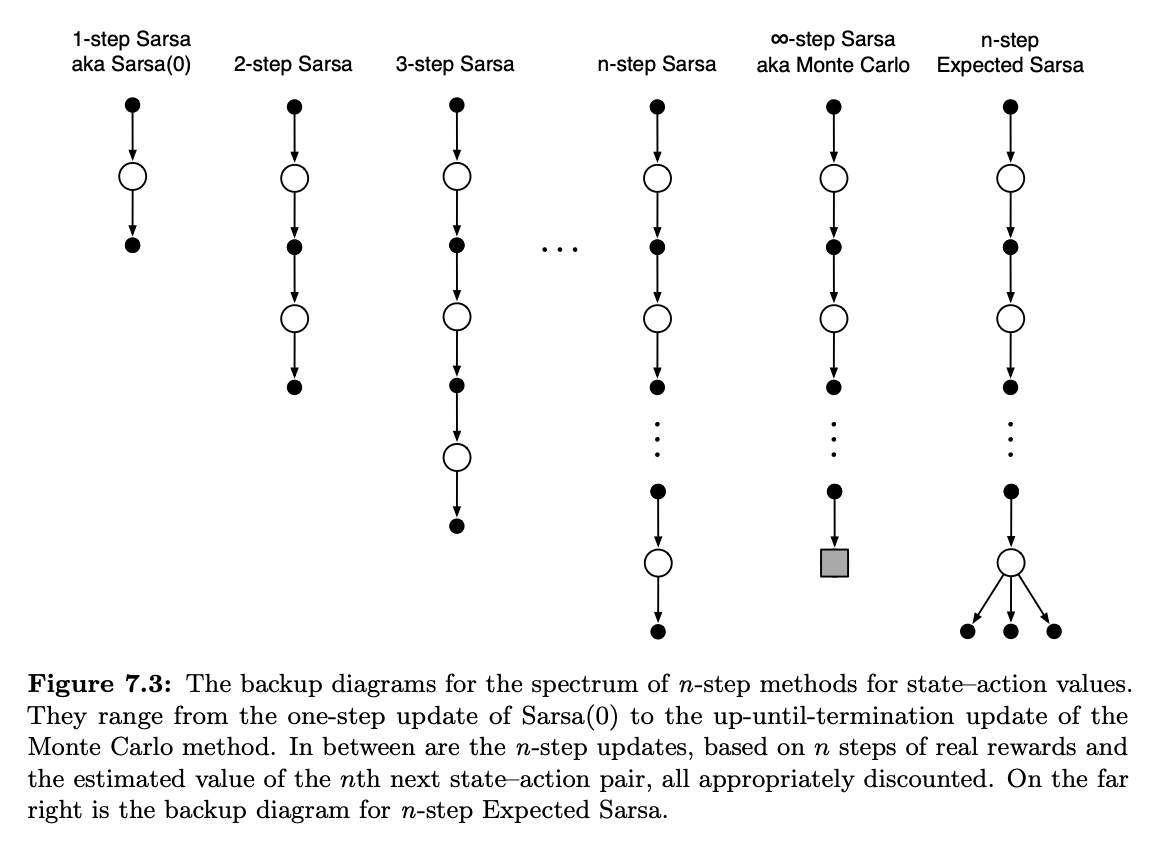 1-step Sarsa
aka Sarsa(0)
2-step Sarsa
3-step Sarsa
n-step Sarsa
∞-step Sarsa
aka Monte Carlo
n-step
Expected Sarsa
Figure 7.3: The backup diagrams for the spectrum of n-step methods for state–action values.
They range from the one-step update of Sarsa(0) to the up-until-termination update of the
Monte Carlo method. In between are the n-step updates, based on n steps of real rewards and
the estimated value of the nth next state–action pair, all appropriately discounted. On the far
right is the backup diagram for n-step Expected Sarsa.